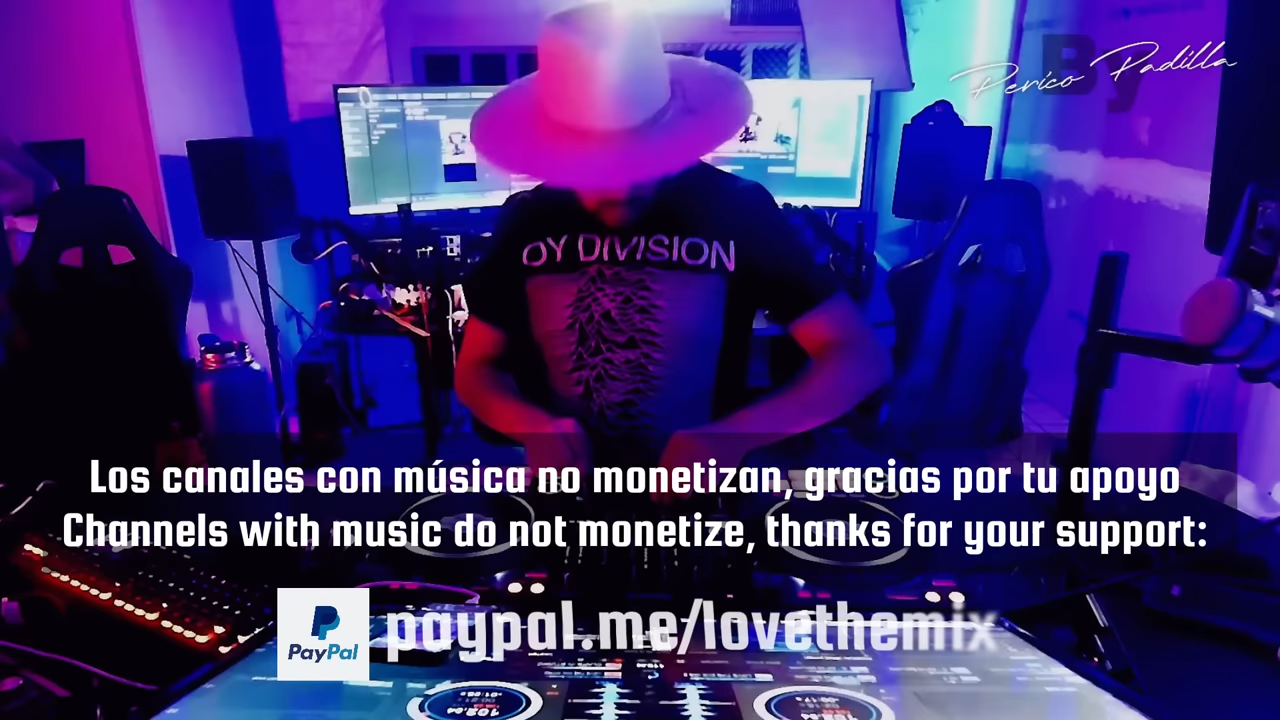 By
Perico Padilla
OY DIVISION
Los canales con música no monetizan, gracias por tu apoyo
Channels with music do not monetize, thanks for your support:
PayPal
paypal.me/lovethemix